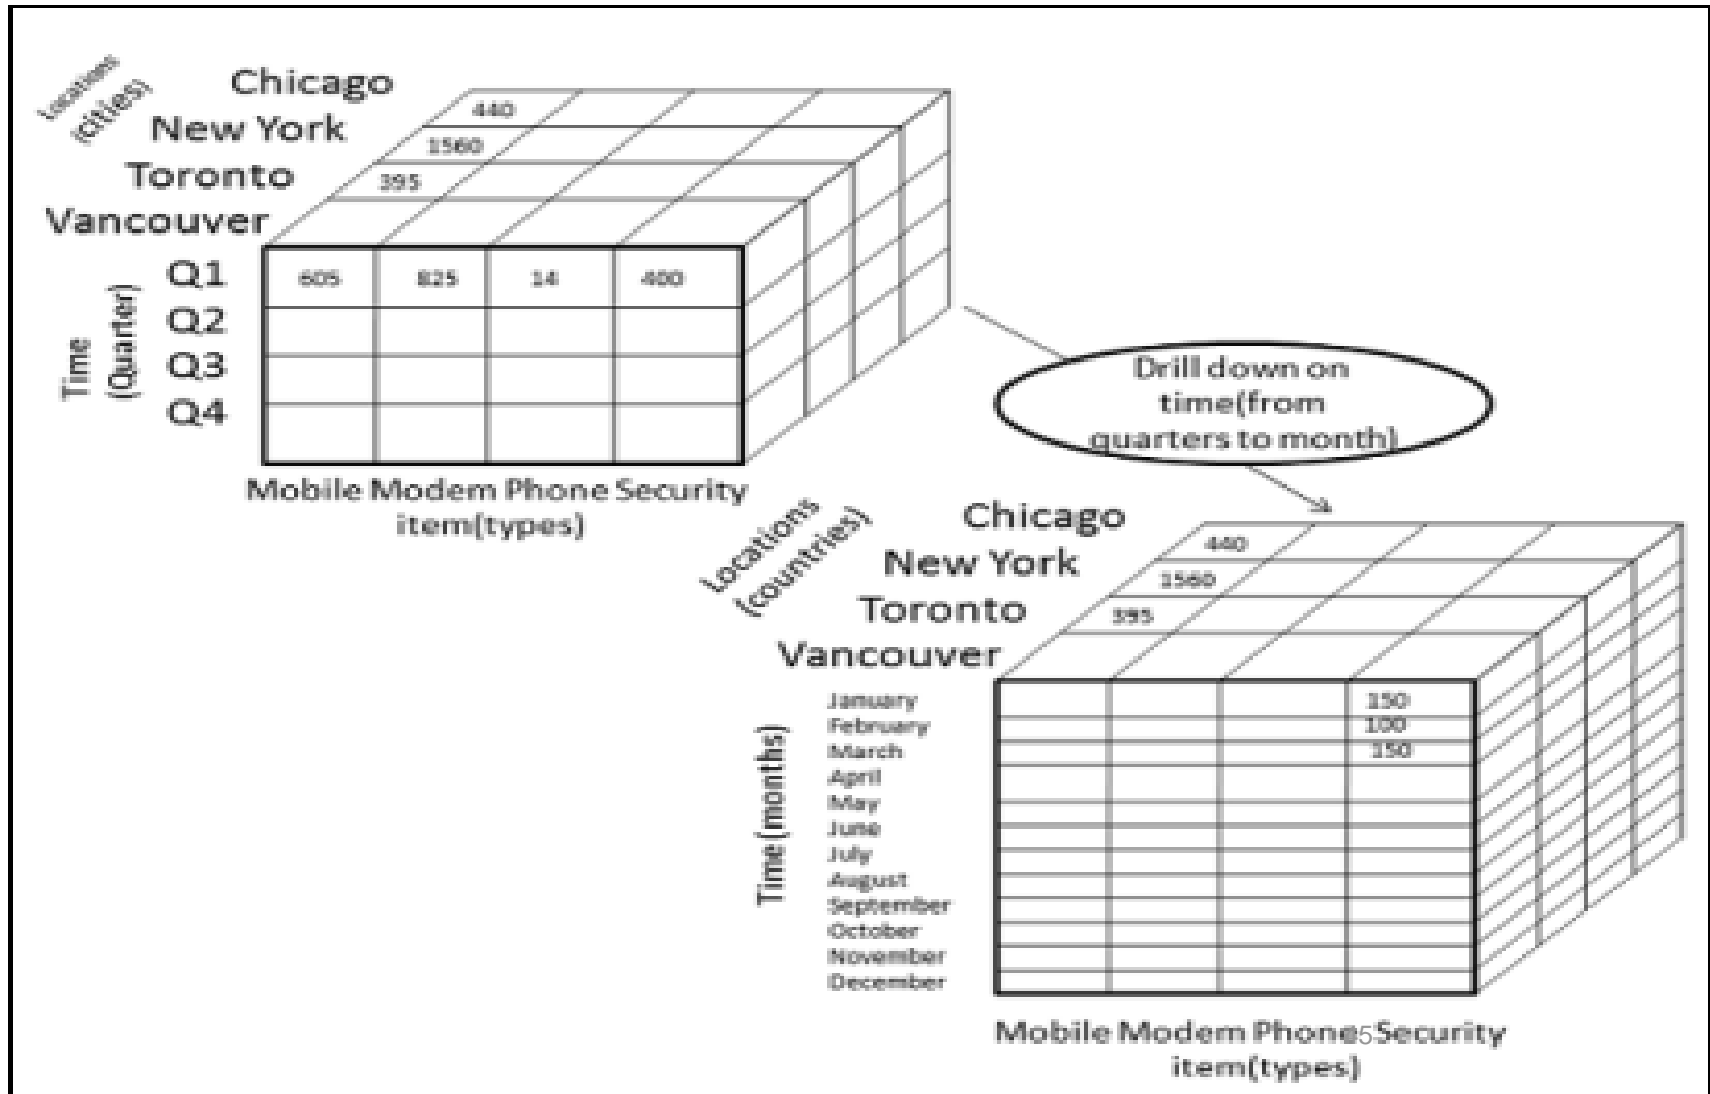 Locations
(cities)
Chicago
New York
Toronto
Vancouver
440
1560
395
Time
(Quarter)
Q1
Q2
Q3
Q4
605 825 14 400
Mobile Modem Phone Security
item(types)
Drill down on
time(from
quarters to month)
Locations
(countries)
Chicago
New York
Toronto
Vancouver
440
1560
395
Time (months)
January 150
February 100
March 150
April
May
June
July
August
September
October
November
December
Mobile Modem Phone Security
5
item(types)